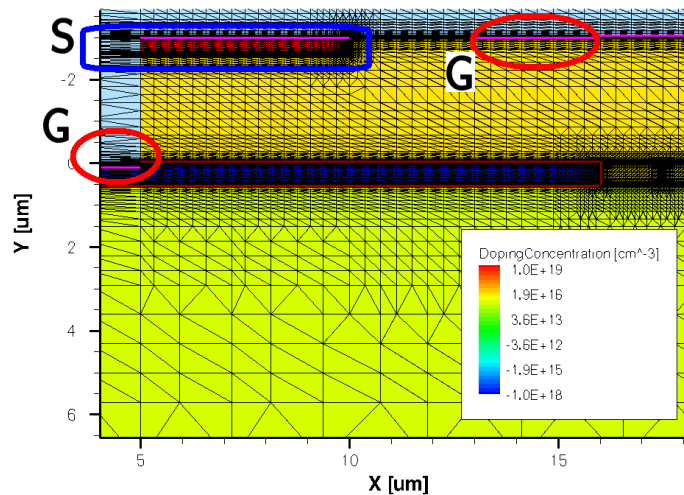 S
G
G
-2
0
2
4
6
Y [um]
5
10
15
X [um]
DopingConcentration [cm^-3]
1.0E+19
1.9E+16
3.6E+13
-3.6E+12
-1.9E+15
-1.0E+18